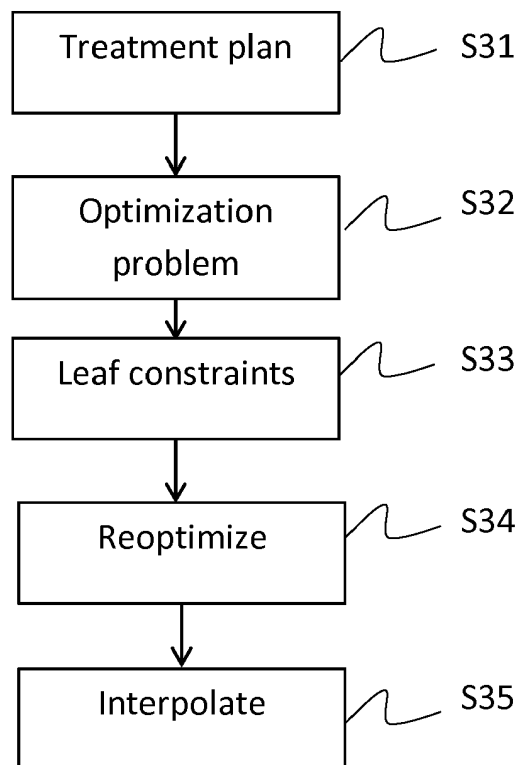 Treatment plan
S31
Optimization
problem
S32
Leaf constraints
S33
Reoptimize
S34
Interpolate
S35